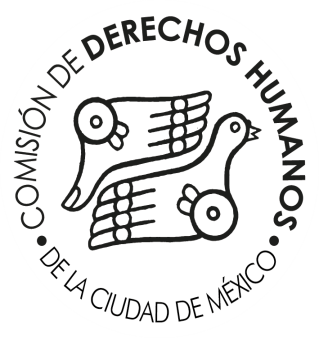 COMISIÓN DE DERECHOS HUMANOS
• DE LA CIUDAD DE MÉXICO •